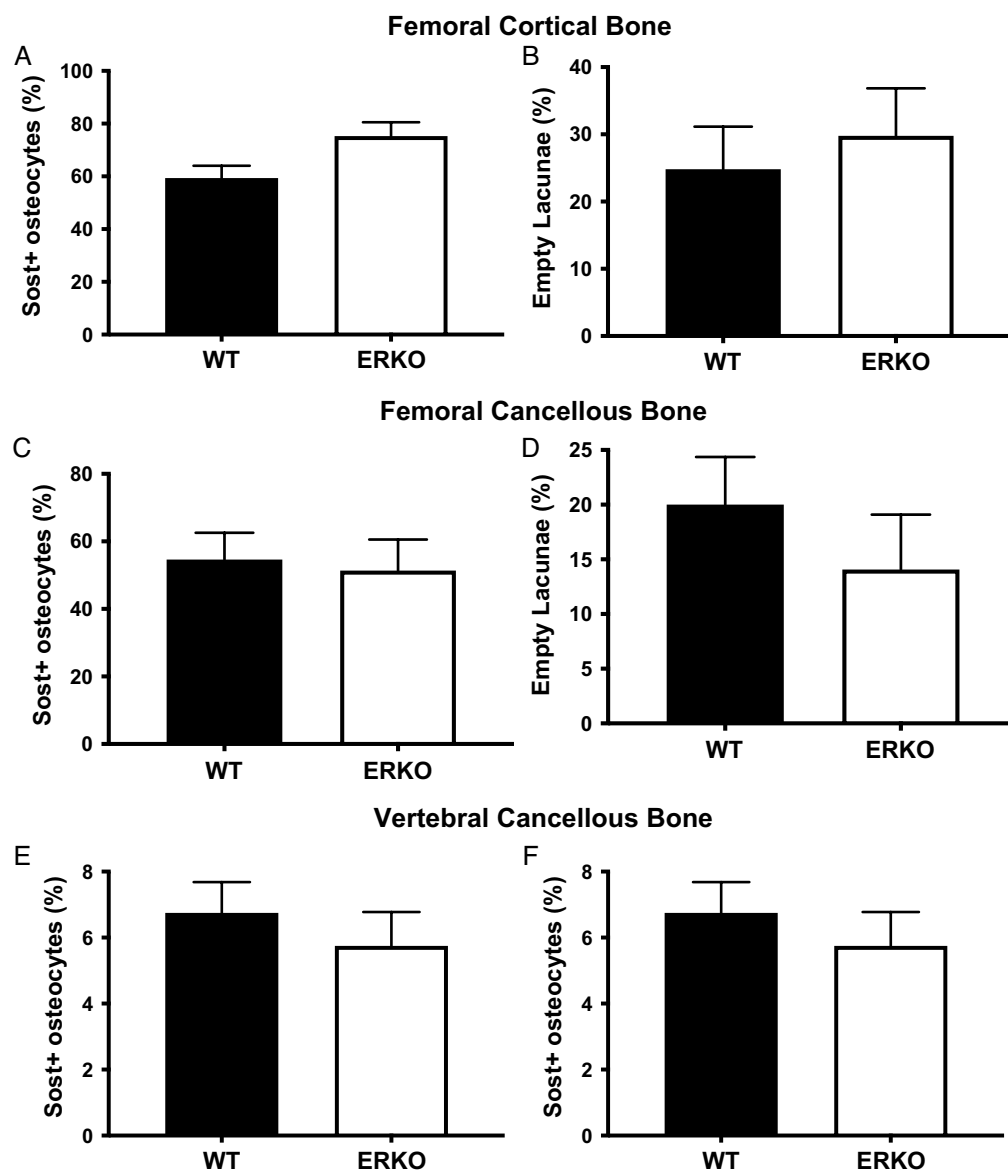 Femoral Cortical Bone
A
B
Sost+ osteocytes (%)
100
80
60
40
20
0
WT
ERKO
Empty Lacunae (%)
40
30
20
10
0
WT
ERKO
Femoral Cancellous Bone
C
D
Sost+ osteocytes (%)
80
60
40
20
0
WT
ERKO
Empty Lacunae (%)
25
20
15
10
5
0
WT
ERKO
Vertebral Cancellous Bone
E
F
Sost+ osteocytes (%)
8
6
4
2
0
WT
ERKO
Sost+ osteocytes (%)
8
6
4
2
0
WT
ERKO